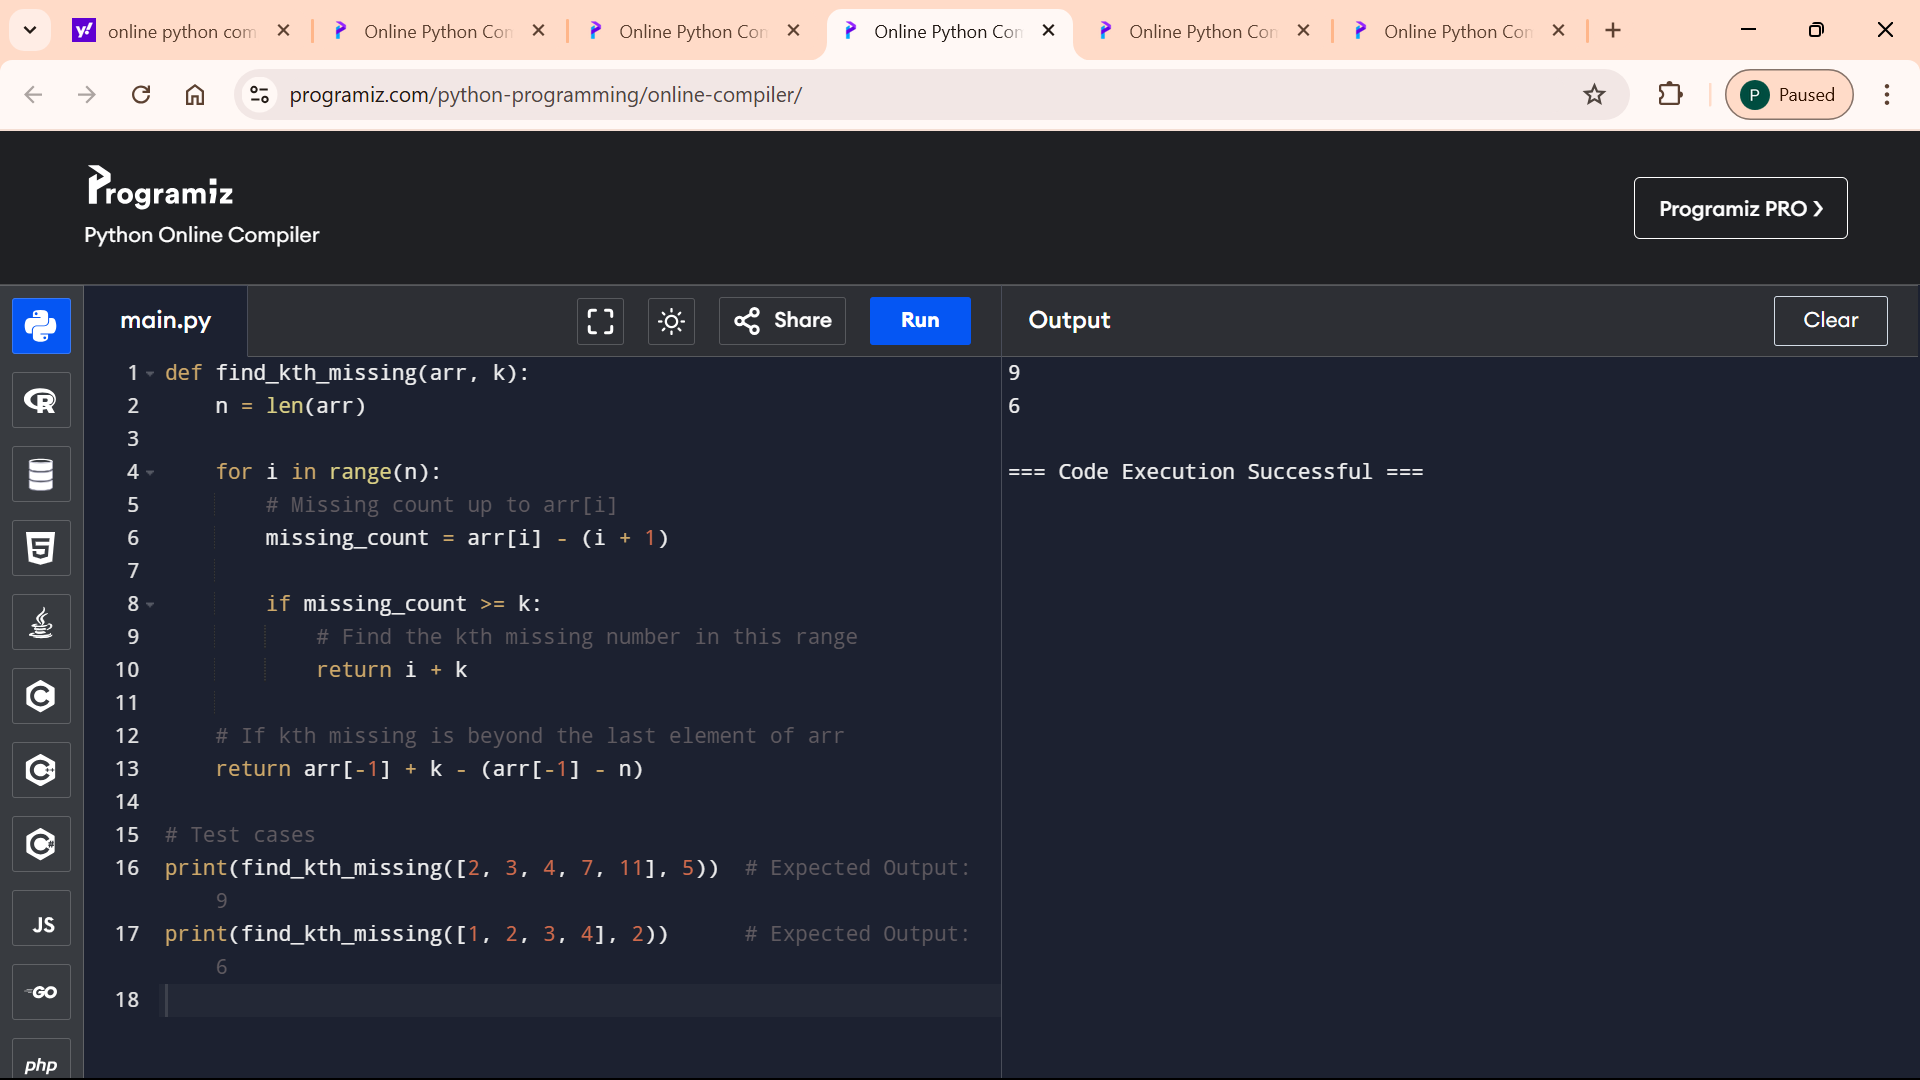 online python com
Online Python Con
Online Python Con
Online Python Con
Online Python Con
Online Python Con
programiz.com/python-programming/online-compiler/
P
Paused
Programiz
Python Online Compiler
Programiz PRO ❯
main.py
Share
Run
Output
Clear
1 def find_kth_missing(arr, k):
2     n = len(arr)
3
4     for i in range(n):
5         # Missing count up to arr[i]
6         missing_count = arr[i] - (i + 1)
7
8         if missing_count >= k:
9             # Find the kth missing number in this range
10             return i + k
11
12     # If kth missing is beyond the last element of arr
13     return arr[-1] + k - (arr[-1] - n)
14
15 # Test cases
16 print(find_kth_missing([2, 3, 4, 7, 11], 5))  # Expected Output:
9
17 print(find_kth_missing([1, 2, 3, 4], 2))      # Expected Output:
6
18
9
6
=== Code Execution Successful ===
R
5
C
C++
C#
JS
GO
php